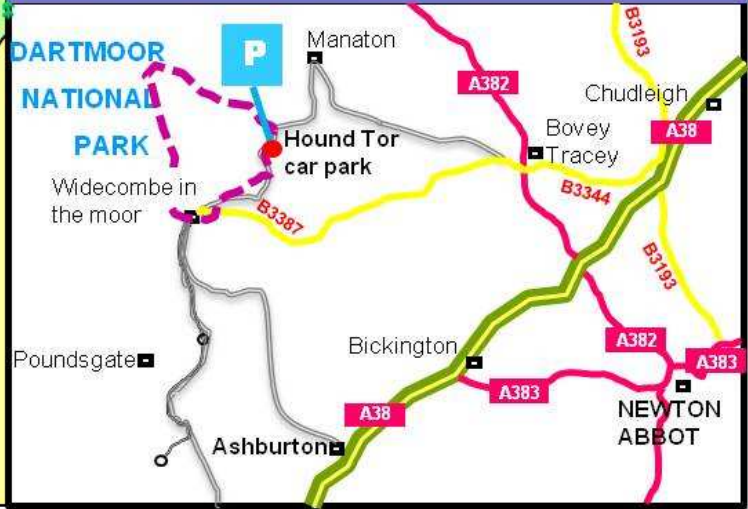 DARTMOOR
NATIONAL
PARK
P
Manaton
A382
B3193
Chudleigh
A38
Bovey
Tracey
Hound Tor
car park
B3344
Widecombe in
the moor
B3387
B3193
Poundsgate
Bickington
A382
A383
A383
A38
NEWTON
ABBOT
Ashburton